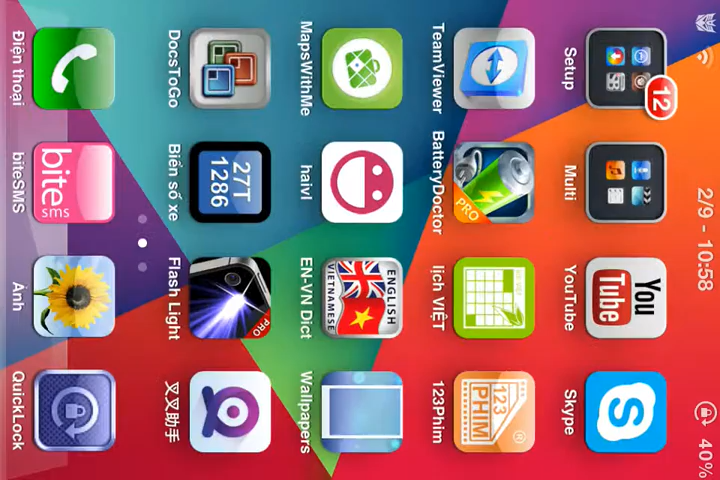 2/9 - 10:58
40%
12
Setup
Multi
You
Tube
YouTube
Skype
PRO
123
PHIM
TeamViewer
BatteryDoctor
lịch VIỆT
123Phim
ENGLISH
VIETNAMESE
MapsWithMe
haivl
EN-VN Dict
Wallpapers
27T
1286
PRO
DocsToGo
Biển số xe
Flash Light
叉叉助手
bite
sms
Điện thoại
biteSMS
Ảnh
QuickLock